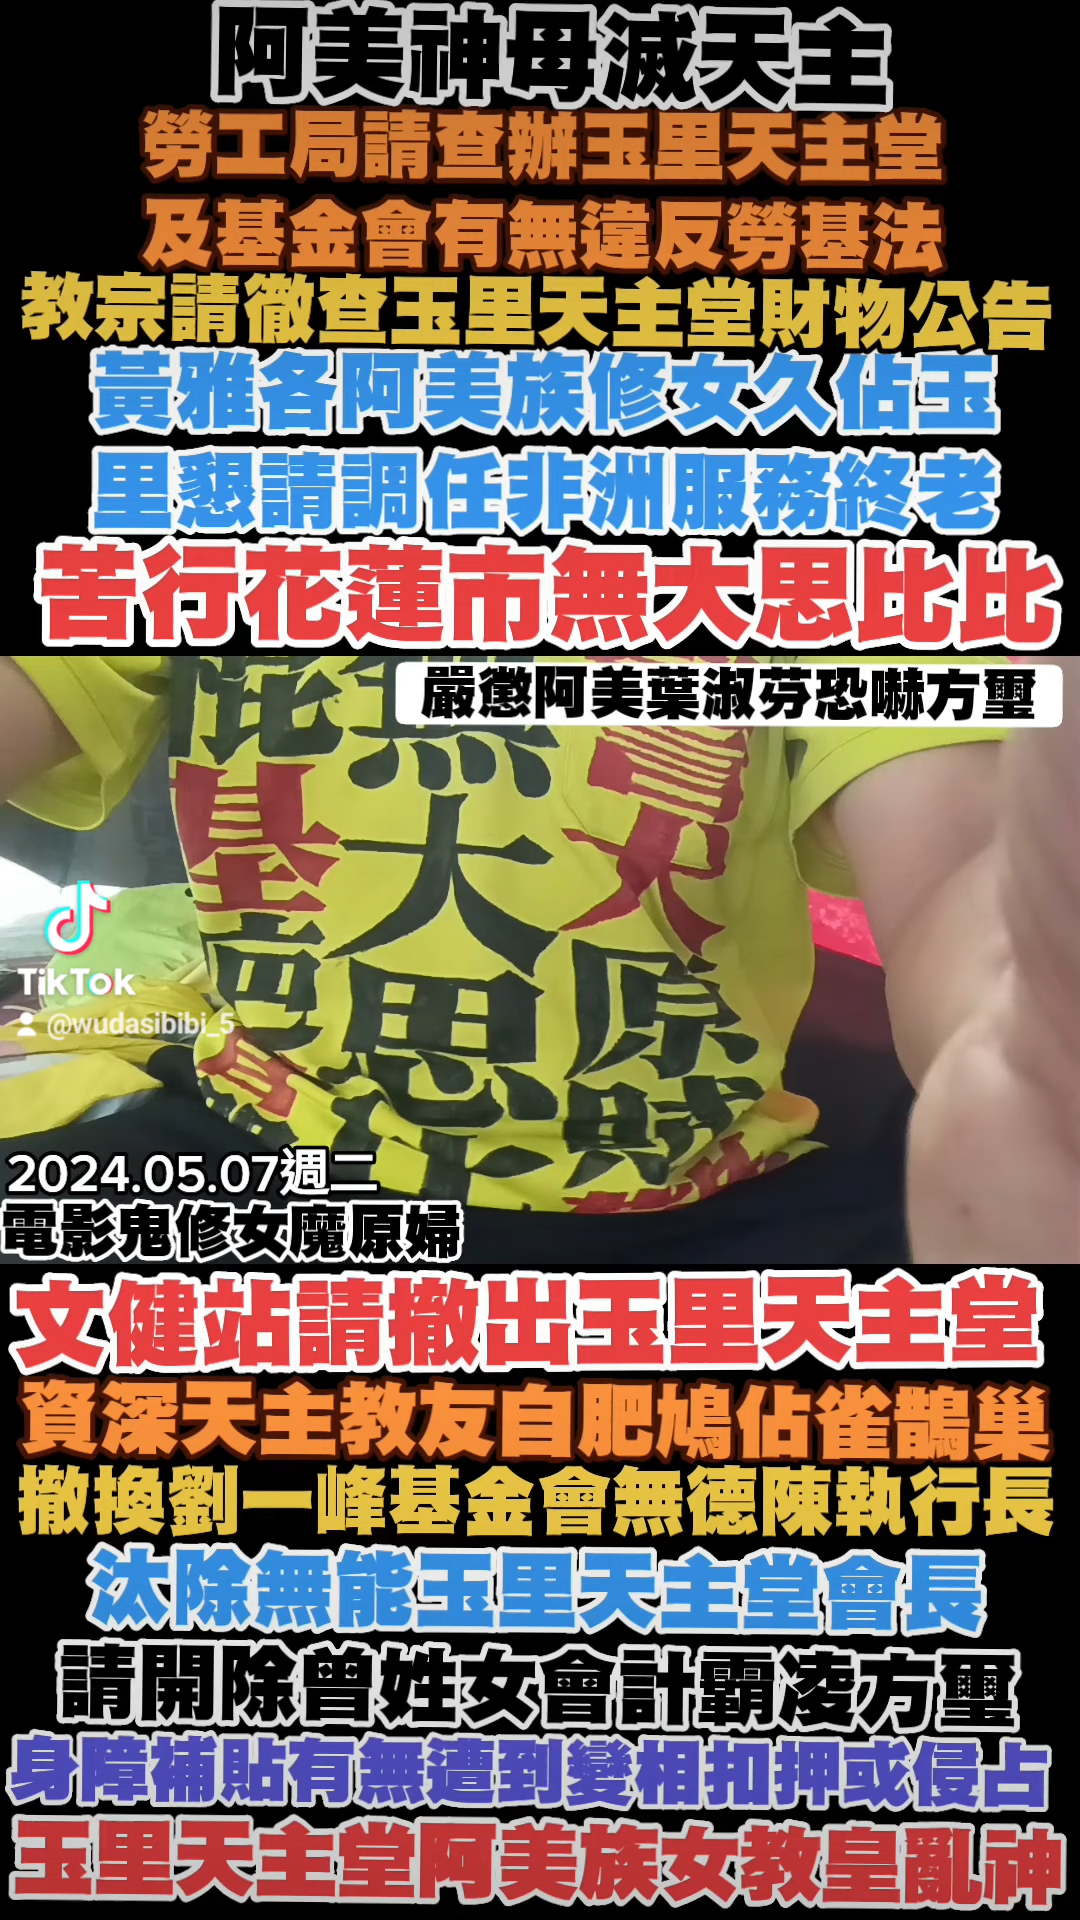 阿美神母滅天主
勞工局請查辦玉里天主堂
及基金會有無違反勞基法
教宗請徹查玉里天主堂財物公告
黃雅各阿美族修女久佔玉
里懇請調任非洲服務終老
苦行花蓮市無大思比比
嚴懲阿美葉淑芬恐嚇方璽
無大思
基
原賊
TikTok
@wudasibibi_5
2024.05.07週二
電影鬼修女魔原婦
文健站請撤出玉里天主堂
資深天主教友自肥鳩佔雀鵲巢
撤換劉一峰基金會無德陳執行長
汰除無能玉里天主堂會長
請開除曾姓女會計霸凌方璽
身障補貼有無遭到變相扣押或侵占
玉里天主堂阿美族女教皇亂神